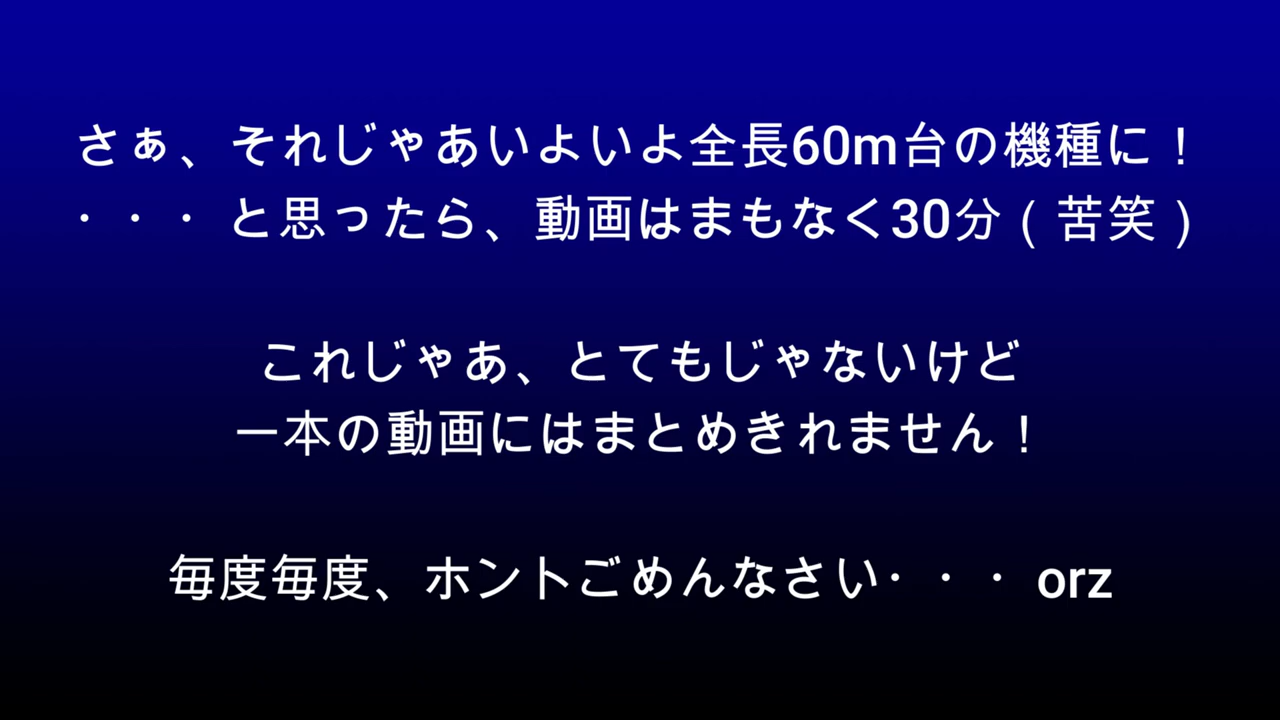 さぁ、それじゃあいよいよ全長60m台の機種に！
・・・ と思ったら、動画はまもなく30分（苦笑）
これじゃあ、とてもじゃないけど
一本の動画にはまとめきれません！
毎度毎度、ホントごめんなさい・・・ orz